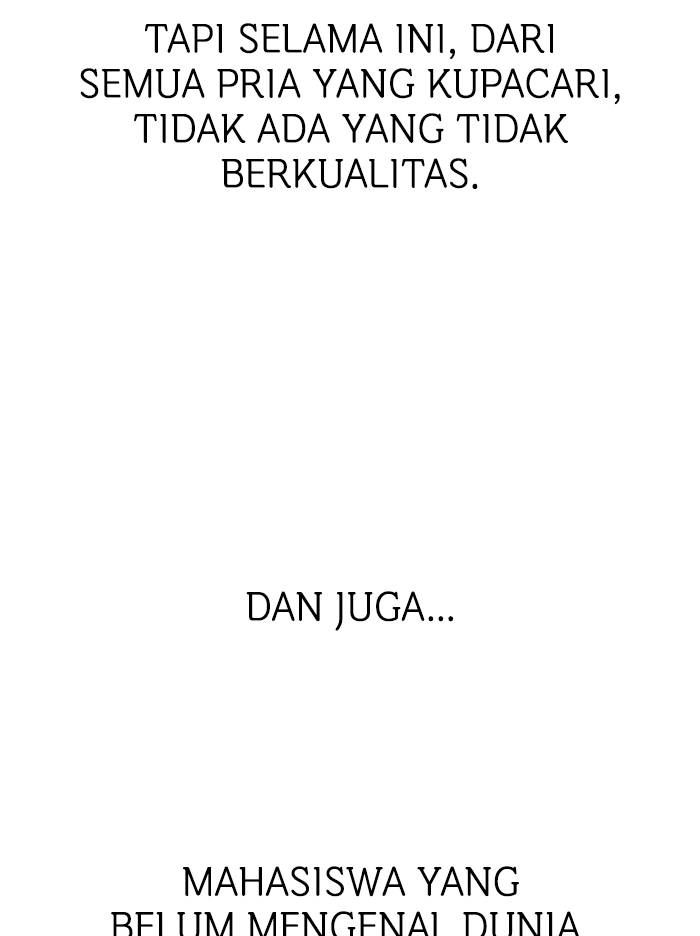 TAPI SELAMA INI, DARI
SEMUA PRIA YANG KUPACARI,
TIDAK ADA YANG TIDAK
BERKUALITAS.
DAN JUGA...
MAHASISWA YANG
BELUM MENGENAL DUNIA